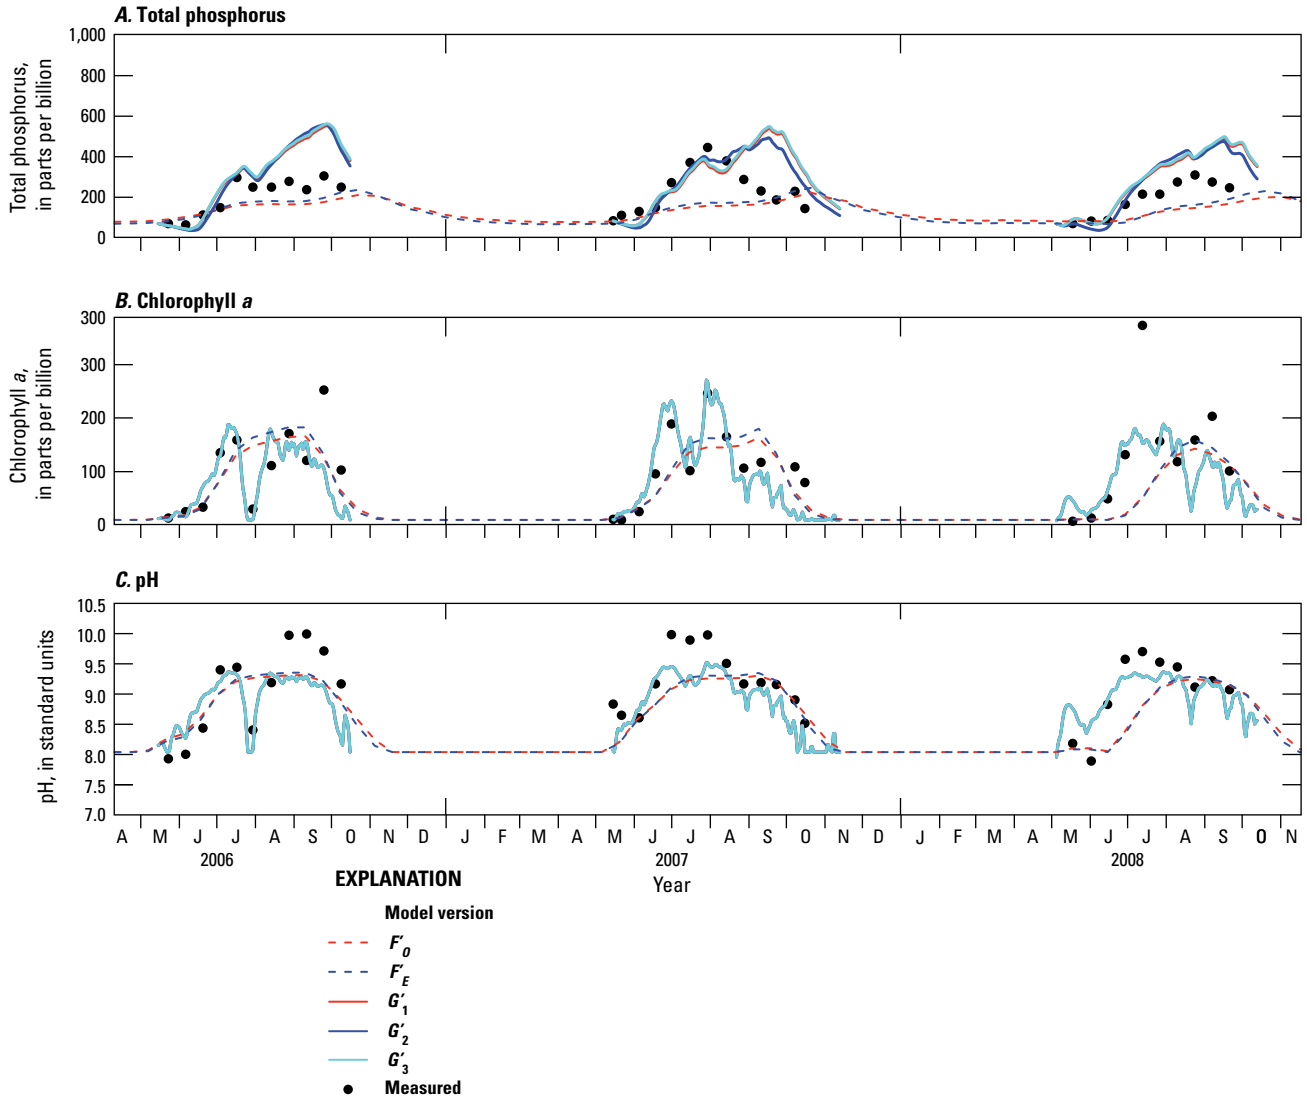 A. Total phosphorus
Total phosphorus,
in parts per billion
1,000
800
600
400
200
0
B. Chlorophyll a
Chlorophyll a,
in parts per billion
300
300
200
100
0
C. pH
pH, in standard units
10.5
10.0
9.5
9.0
8.5
8.0
7.5
7.0
A M J J A S O N D J F M A M J J A S O N D J F M A M J J A S O N
2006 2007 2008
Year
EXPLANATION
Model version
F'O
F'E
G'1
G'2
G'3
Measured